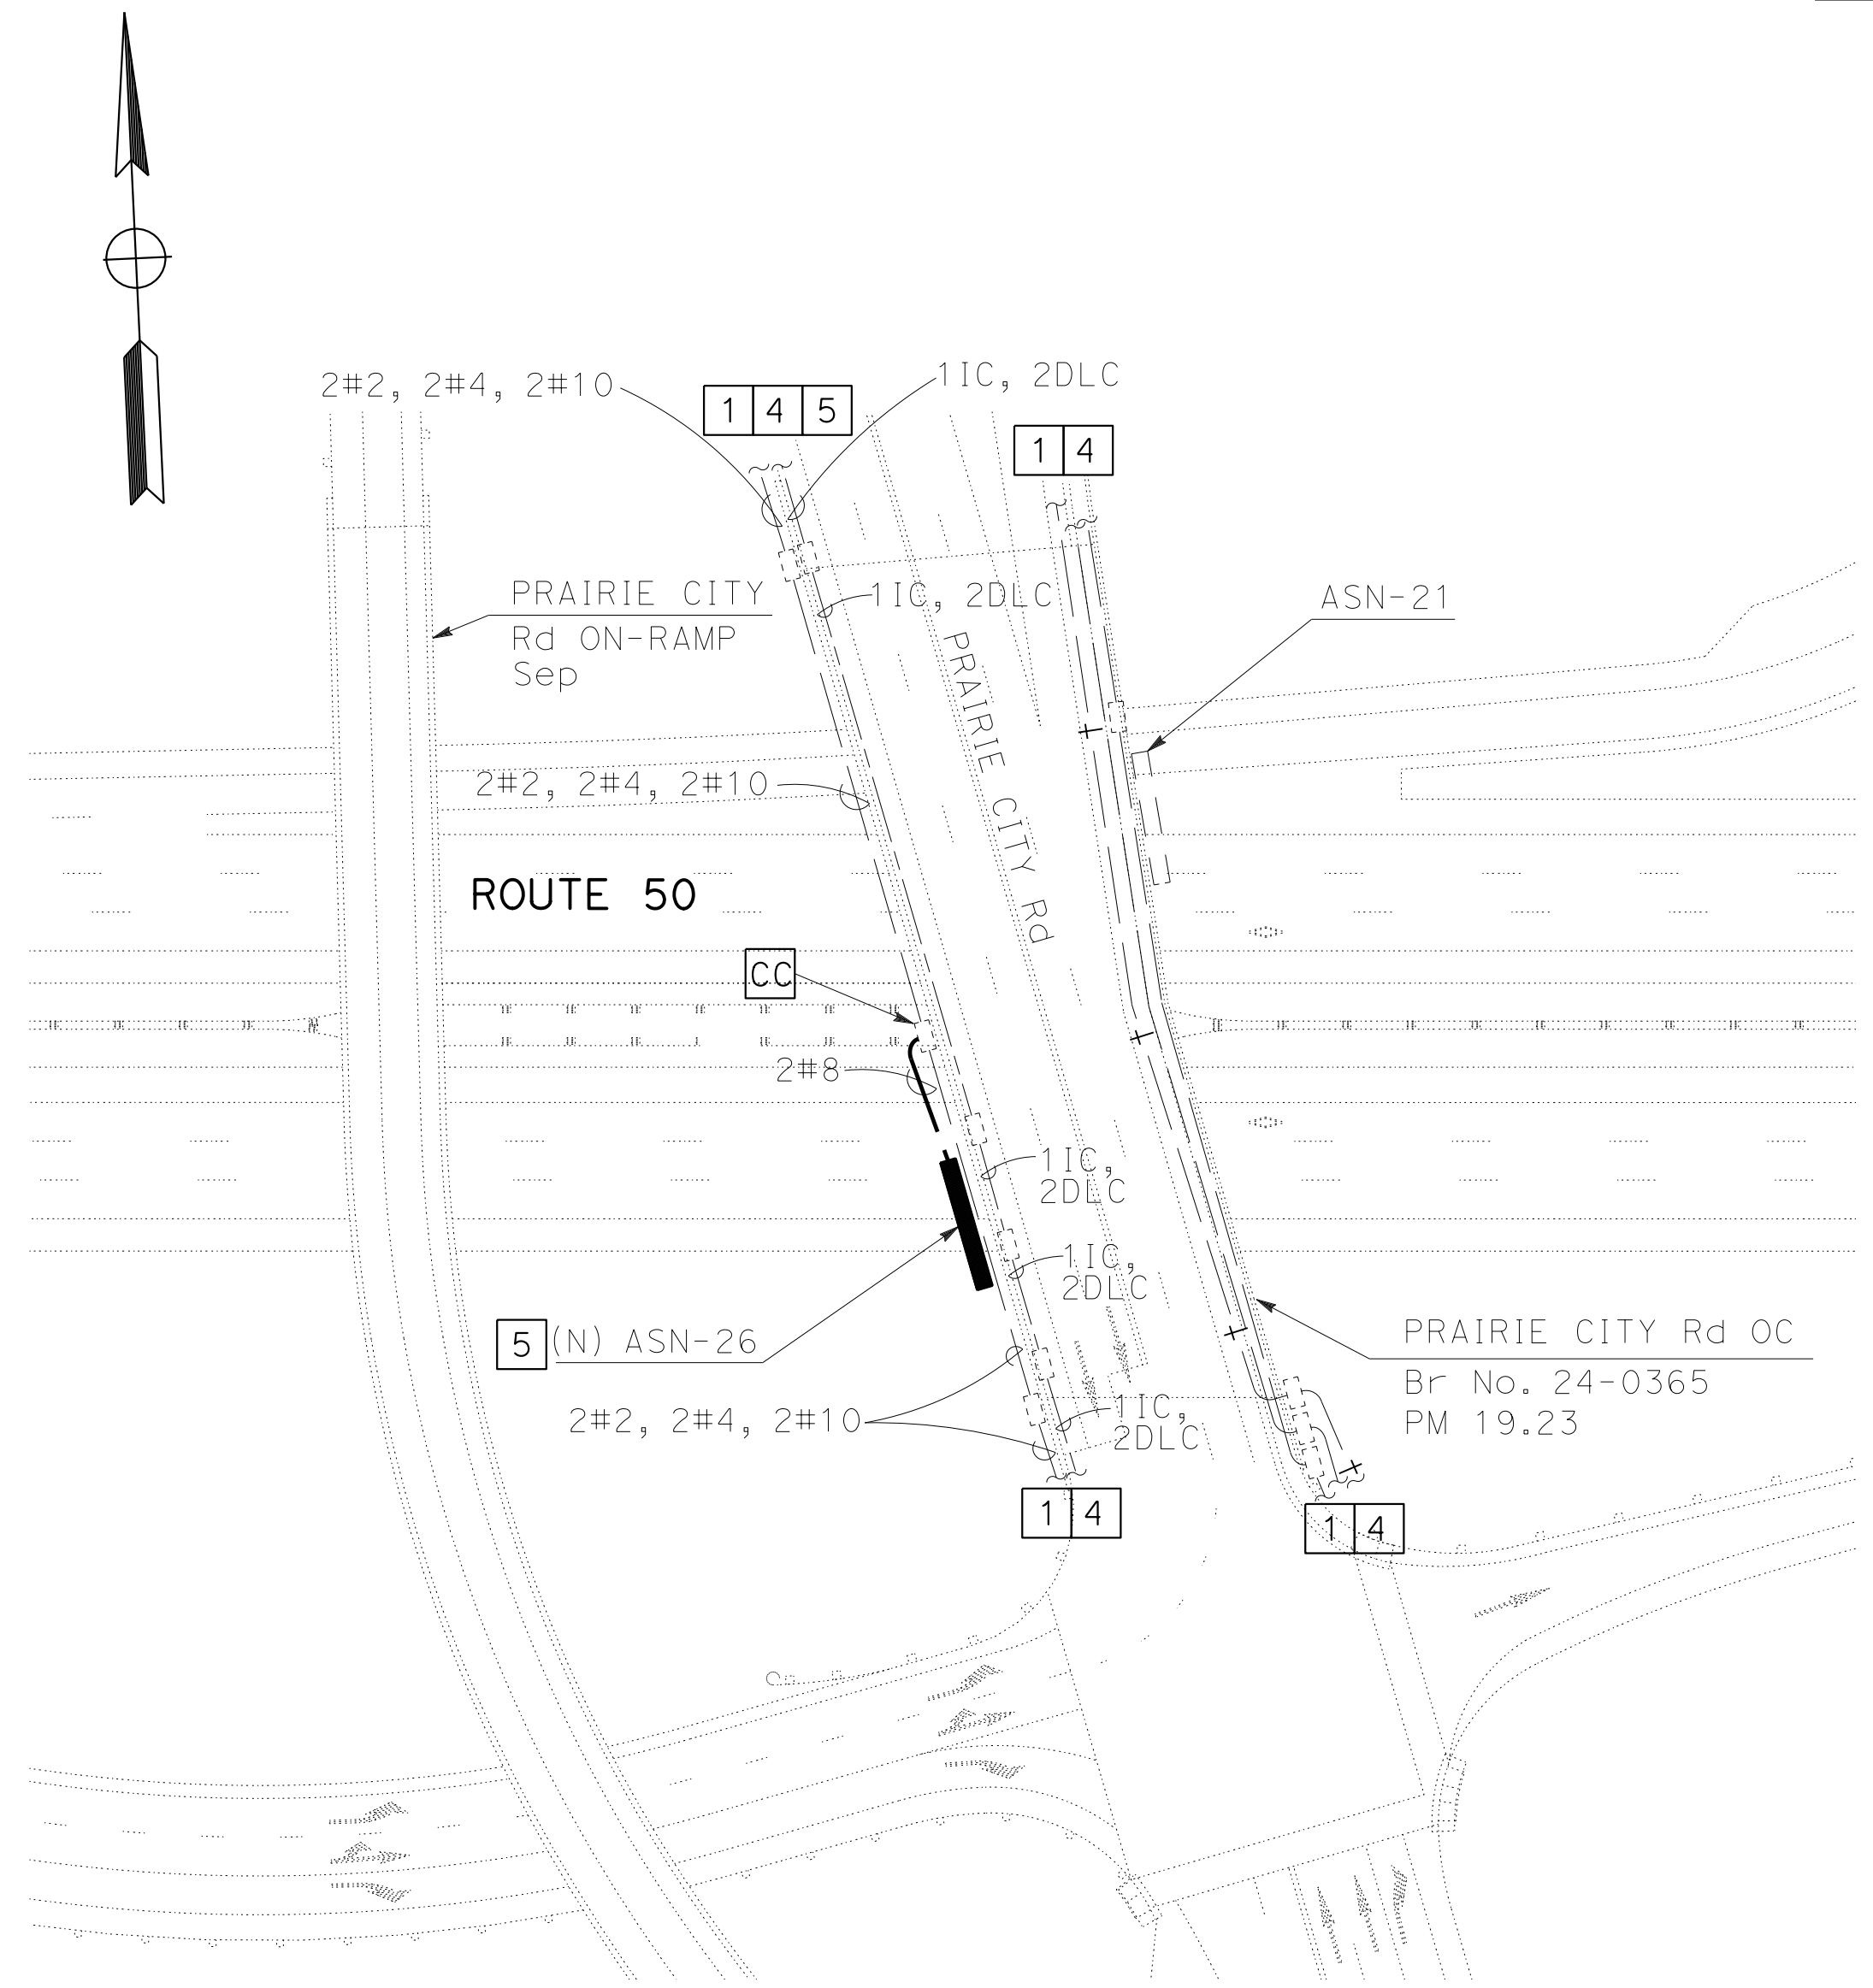 2#2, 2#4, 2#10
1 4 5
1IC, 2DLC
1 4
PRAIRIE CITY
Rd ON-RAMP
Sep
1IC, 2DLC
ASN-21
PRAIRIE CITY Rd
2#2, 2#4, 2#10
ROUTE 50
CC
2#8
1IC,
2DLC
1IC,
2DLC
5 (N) ASN-26
PRAIRIE CITY Rd OC
Br No. 24-0365
PM 19.23
2#2, 2#4, 2#10
1IC,
2DLC
1 4
1 4